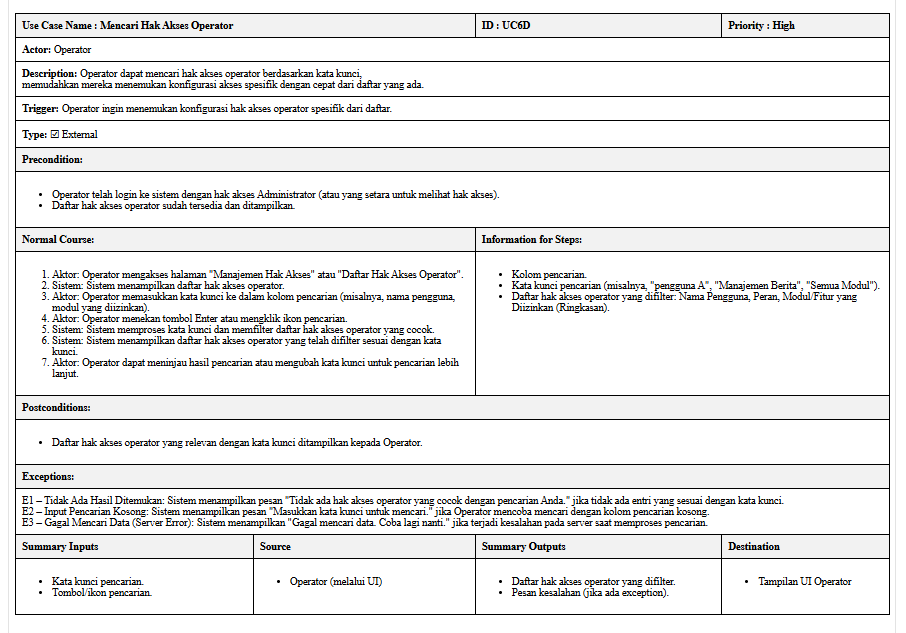 Use Case Name : Mencari Hak Akses Operator
ID : UC6D
Priority : High
Actor: Operator
Description: Operator dapat mencari hak akses operator berdasarkan kata kunci,
memudahkan mereka menemukan konfigurasi akses spesifik dengan cepat dari daftar yang ada.
Trigger: Operator ingin menemukan konfigurasi hak akses operator spesifik dari daftar.
Type: ☑ External
Precondition:
• Operator telah login ke sistem dengan hak akses Administrator (atau yang setara untuk melihat hak akses).
• Daftar hak akses operator sudah tersedia dan ditampilkan.
Normal Course:
1. Aktor: Operator mengakses halaman "Manajemen Hak Akses" atau "Daftar Hak Akses Operator".
2. Sistem: Sistem menampilkan daftar hak akses operator.
3. Aktor: Operator memasukkan kata kunci ke dalam kolom pencarian (misalnya, nama pengguna,
modul yang diizinkan).
4. Aktor: Operator menekan tombol Enter atau mengklik ikon pencarian.
5. Sistem: Sistem memproses kata kunci dan memfilter daftar hak akses operator yang cocok.
6. Sistem: Sistem menampilkan daftar hak akses operator yang telah difilter sesuai dengan kata
kunci.
7. Aktor: Operator dapat meninjau hasil pencarian atau mengubah kata kunci untuk pencarian lebih
lanjut.
Information for Steps:
• Kolom pencarian.
• Kata kunci pencarian (misalnya, "pengguna A", "Manajemen Berita", "Semua Modul").
• Daftar hak akses operator yang difilter: Nama Pengguna, Peran, Modul/Fitur yang
Diizinkan (Ringkasan).
Postconditions:
• Daftar hak akses operator yang relevan dengan kata kunci ditampilkan kepada Operator.
Exceptions:
E1 – Tidak Ada Hasil Ditemukan: Sistem menampilkan pesan "Tidak ada hak akses operator yang cocok dengan pencarian Anda." jika tidak ada entri yang sesuai dengan kata kunci.
E2 – Input Pencarian Kosong: Sistem menampilkan pesan "Masukkan kata kunci untuk mencari." jika Operator mencoba mencari dengan kolom pencarian kosong.
E3 – Gagal Mencari Data (Server Error): Sistem menampilkan "Gagal mencari data. Coba lagi nanti." jika terjadi kesalahan pada server saat memproses pencarian.
Summary Inputs
• Kata kunci pencarian.
• Tombol/ikon pencarian.
Source
• Operator (melalui UI)
Summary Outputs
• Daftar hak akses operator yang difilter.
• Pesan kesalahan (jika ada exception).
Destination
• Tampilan UI Operator